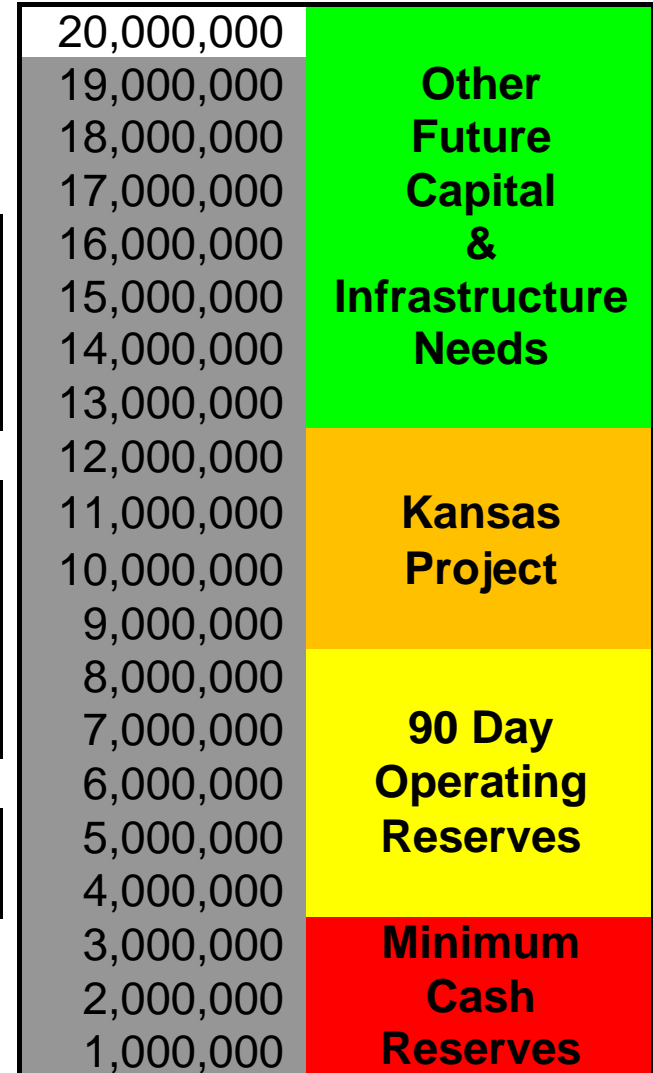 20,000,000
19,000,000 Other
18,000,000 Future
17,000,000 Capital
16,000,000 &
15,000,000 Infrastructure
14,000,000 Needs
13,000,000
12,000,000
11,000,000 Kansas
10,000,000 Project
9,000,000
8,000,000
7,000,000 90 Day
6,000,000 Operating
5,000,000 Reserves
4,000,000
3,000,000 Minimum
2,000,000 Cash
1,000,000 Reserves